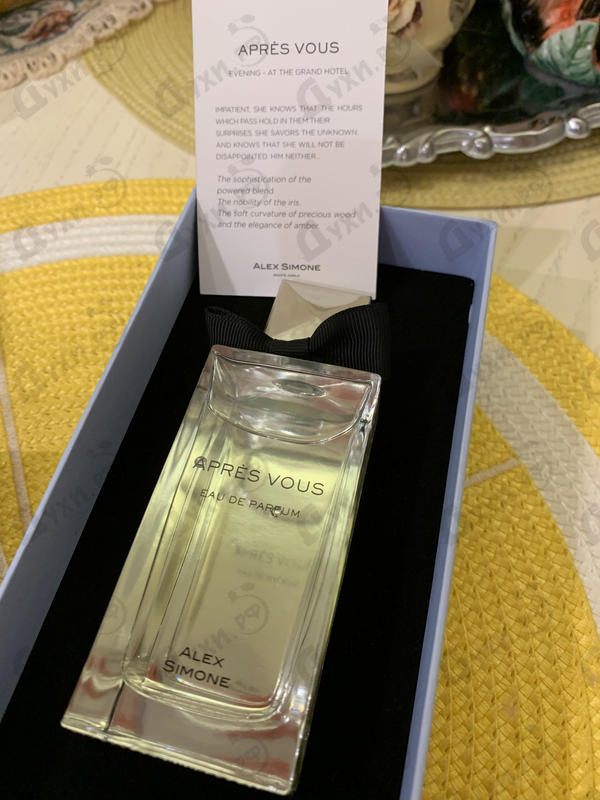 APRÈS VOUS
EVENING - AT THE GRAND HOTEL
IMPATIENT, SHE KNOWS THAT THE HOURS
WHICH PASS HOLD IN THEM THEIR
SURPRISES. SHE SAVORS THE UNKNOWN.
AND KNOWS THAT SHE WILL NOT BE
DISAPPOINTED. HIM NEITHER...
The sophistication of the
powered blend.
The nobility of the iris.
The soft curvature of precious wood
and the elegance of amber.
ALEX SIMONE
APRÈS VOUS
EAU DE PARFUM
ALEX
SIMONE
Духи.рф